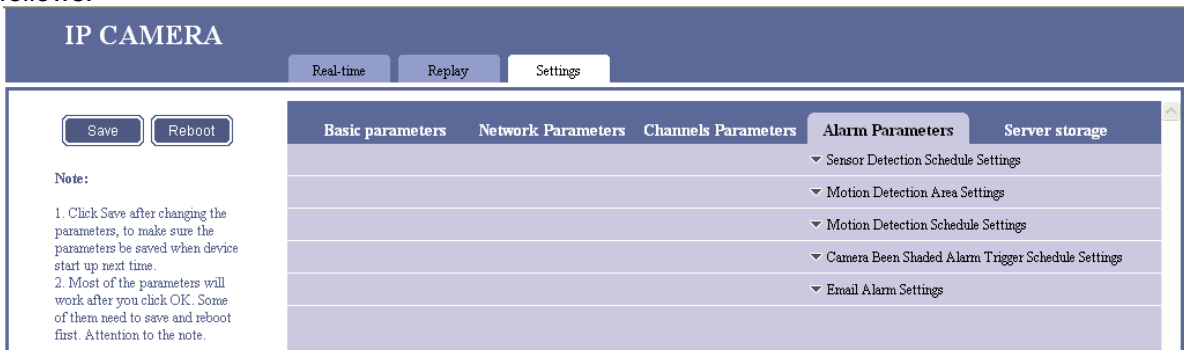 IP CAMERA
Real-time Replay Settings
Save Reboot
Basic parameters Network Parameters Channels Parameters Alarm Parameters Server storage
Sensor Detection Schedule Settings
Motion Detection Area Settings
Motion Detection Schedule Settings
Camera Been Shaded Alarm Trigger Schedule Settings
Email Alarm Settings
Note:
1. Click Save after changing the
parameters, to make sure the
parameters be saved when device
start up next time.
2. Most of the parameters will
work after you click OK. Some
of them need to save and reboot
first. Attention to the note.